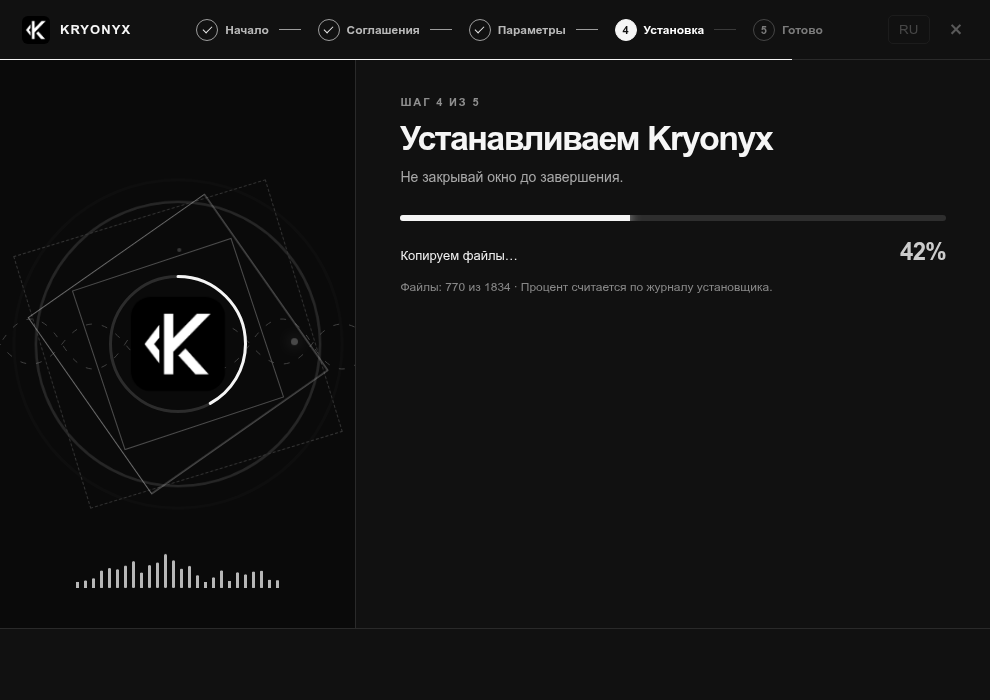 KRYONYX
Начало
Соглашения
Параметры
4 Установка
5 Готово
RU
ШАГ 4 ИЗ 5
Устанавливаем Kryonyx
Не закрывай окно до завершения.
Копируем файлы…
42%
Файлы: 770 из 1834 · Процент считается по журналу установщика.